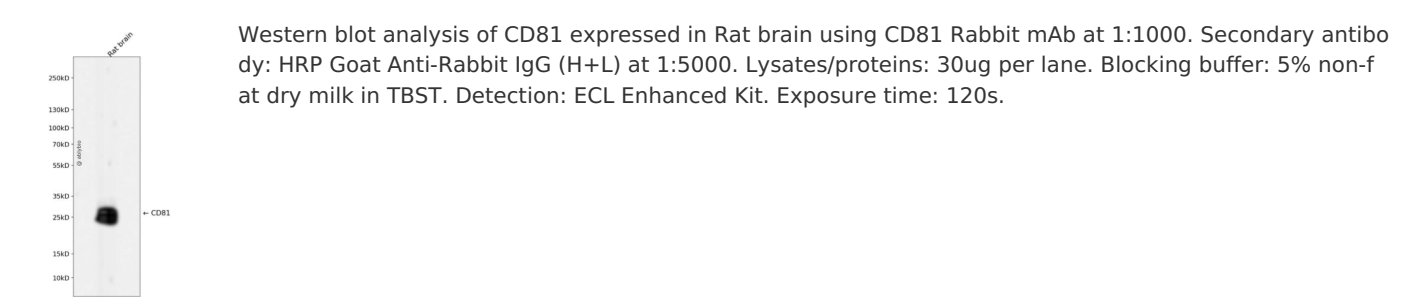 Rat brain
Western blot analysis of CD81 expressed in Rat brain using CD81 Rabbit mAb at 1:1000. Secondary antibo
dy: HRP Goat Anti-Rabbit IgG (H+L) at 1:5000. Lysates/proteins: 30ug per lane. Blocking buffer: 5% non-f
at dry milk in TBST. Detection: ECL Enhanced Kit. Exposure time: 120s.
250kD
130kD
100kD
70kD
55kD
35kD
25kD
← CD81
15kD
10kD